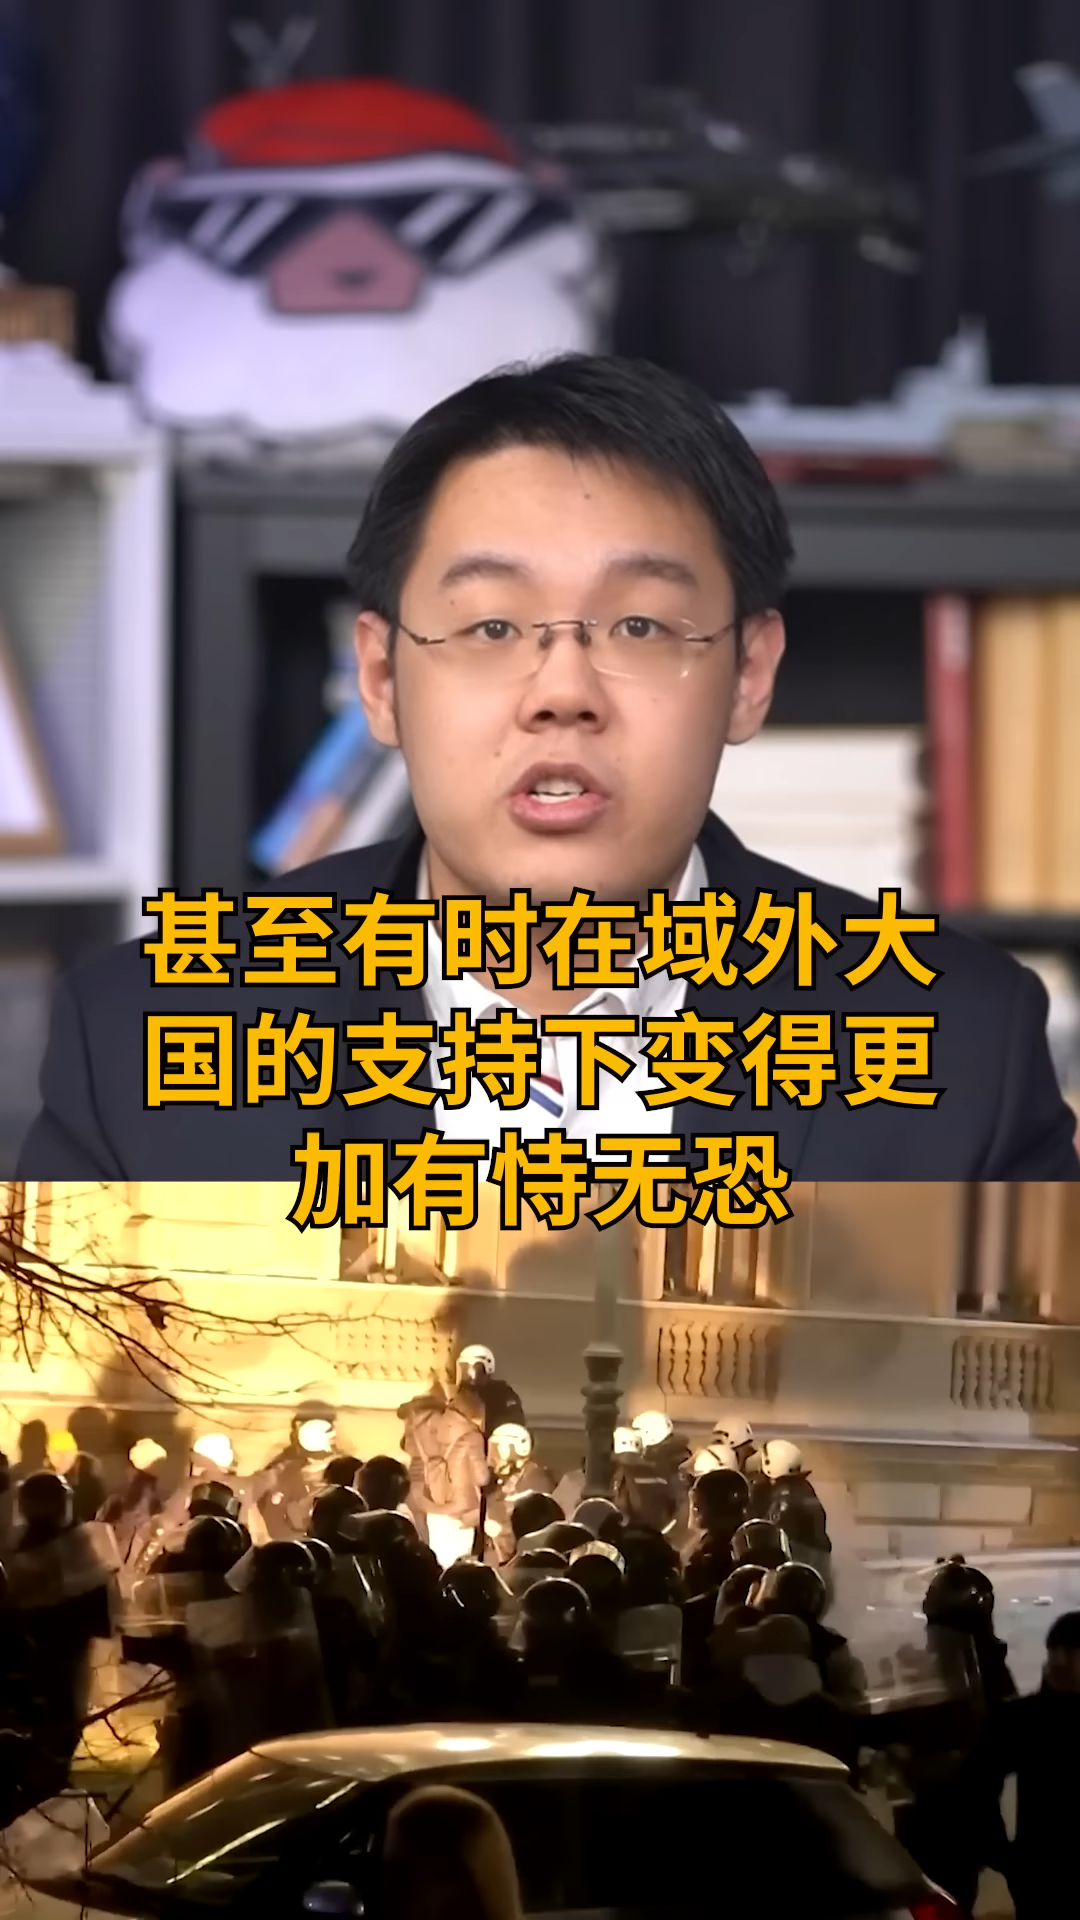 甚至有时在域外大
国的支持下变得更
加有恃无恐